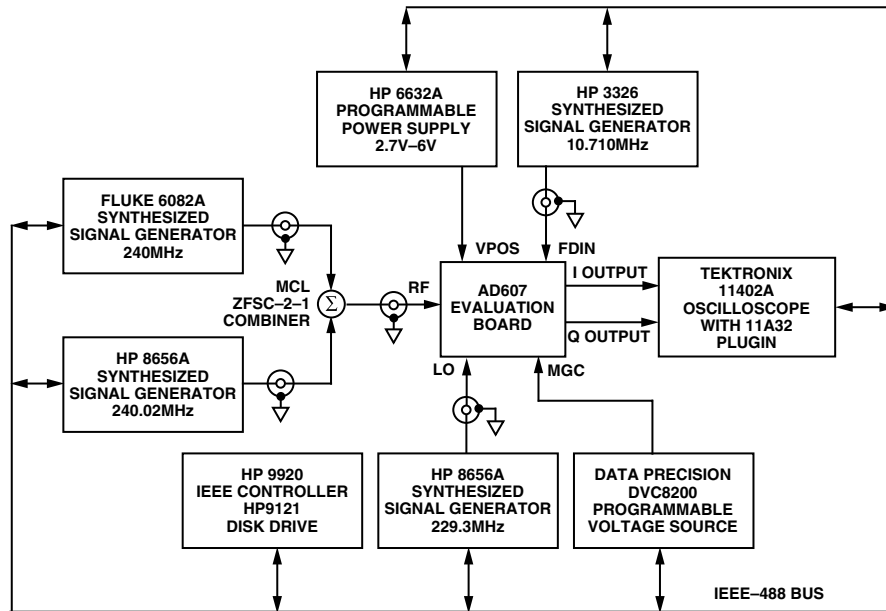 HP 6632A
PROGRAMMABLE
POWER SUPPLY
2.7V–6V
HP 3326
SYNTHESIZED
SIGNAL GENERATOR
10.710MHz
FLUKE 6082A
SYNTHESIZED
SIGNAL GENERATOR
240MHz
VPOS
FDIN
I OUTPUT
MCL
ZFSC–2–1
COMBINER
Σ
RF
AD607
EVALUATION
BOARD
TEKTRONIX
11402A
OSCILLOSCOPE
WITH 11A32
PLUGIN
Q OUTPUT
HP 8656A
SYNTHESIZED
SIGNAL GENERATOR
240.02MHz
LO
MGC
HP 9920
IEEE CONTROLLER
HP9121
DISK DRIVE
HP 8656A
SYNTHESIZED
SIGNAL GENERATOR
229.3MHz
DATA PRECISION
DVC8200
PROGRAMMABLE
VOLTAGE SOURCE
IEEE–488 BUS